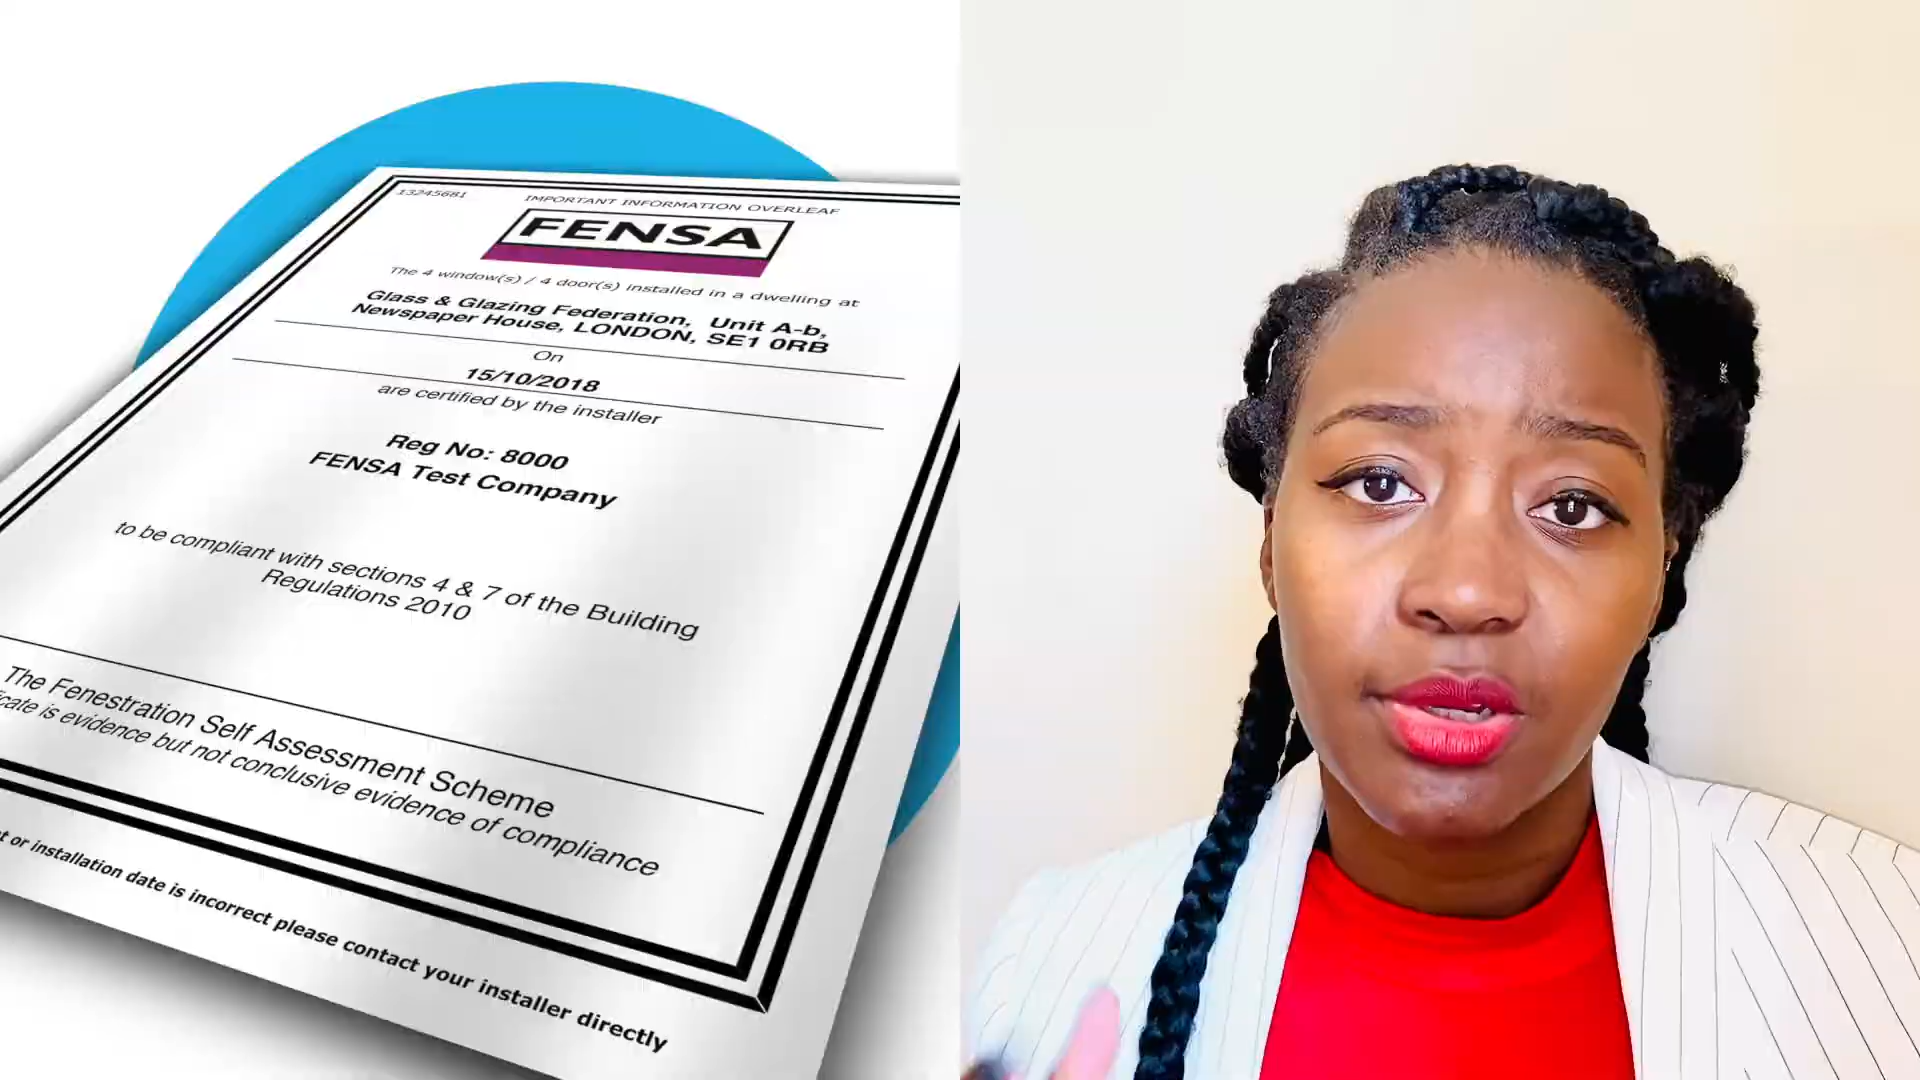 13245681
IMPORTANT INFORMATION OVERLEAF
FENSA
The 4 window(s) / 4 door(s) installed in a dwelling at
Glass & Glazing Federation, Unit A-b,
Newspaper House, LONDON, SE1 0RB
On
15/10/2018
are certified by the installer
Reg No: 8000
FENSA Test Company
to be compliant with sections 4 & 7 of the Building
Regulations 2010
The Fenestration Self Assessment Scheme
is evidence but not conclusive evidence of compliance
or installation date is incorrect please contact your installer directly